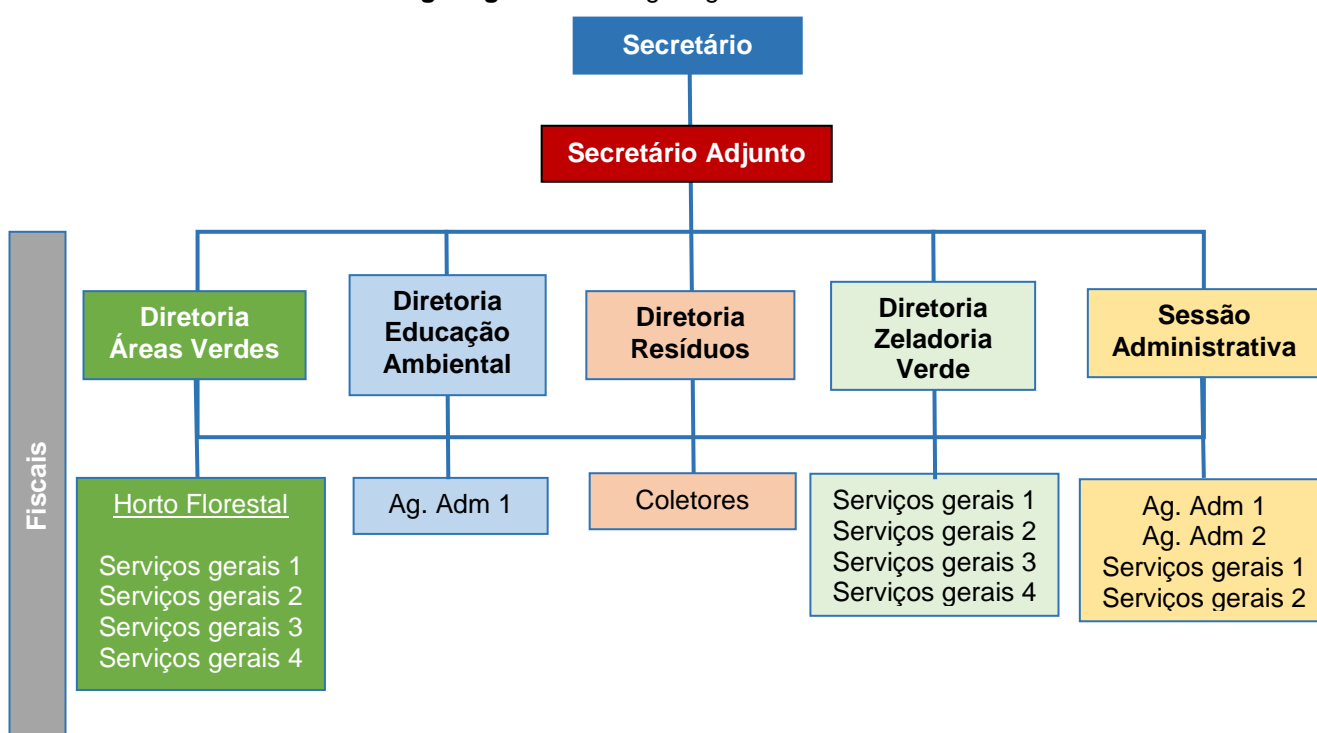 Secretário
Secretário Adjunto
Fiscais
Diretoria
Áreas Verdes
Diretoria
Educação
Ambiental
Diretoria
Resíduos
Diretoria
Zeladoria
Verde
Sessão
Administrativa
Horto Florestal
Serviços gerais 1
Serviços gerais 2
Serviços gerais 3
Serviços gerais 4
Ag. Adm 1
Coletores
Serviços gerais 1
Serviços gerais 2
Serviços gerais 3
Serviços gerais 4
Ag. Adm 1
Ag. Adm 2
Serviços gerais 1
Serviços gerais 2